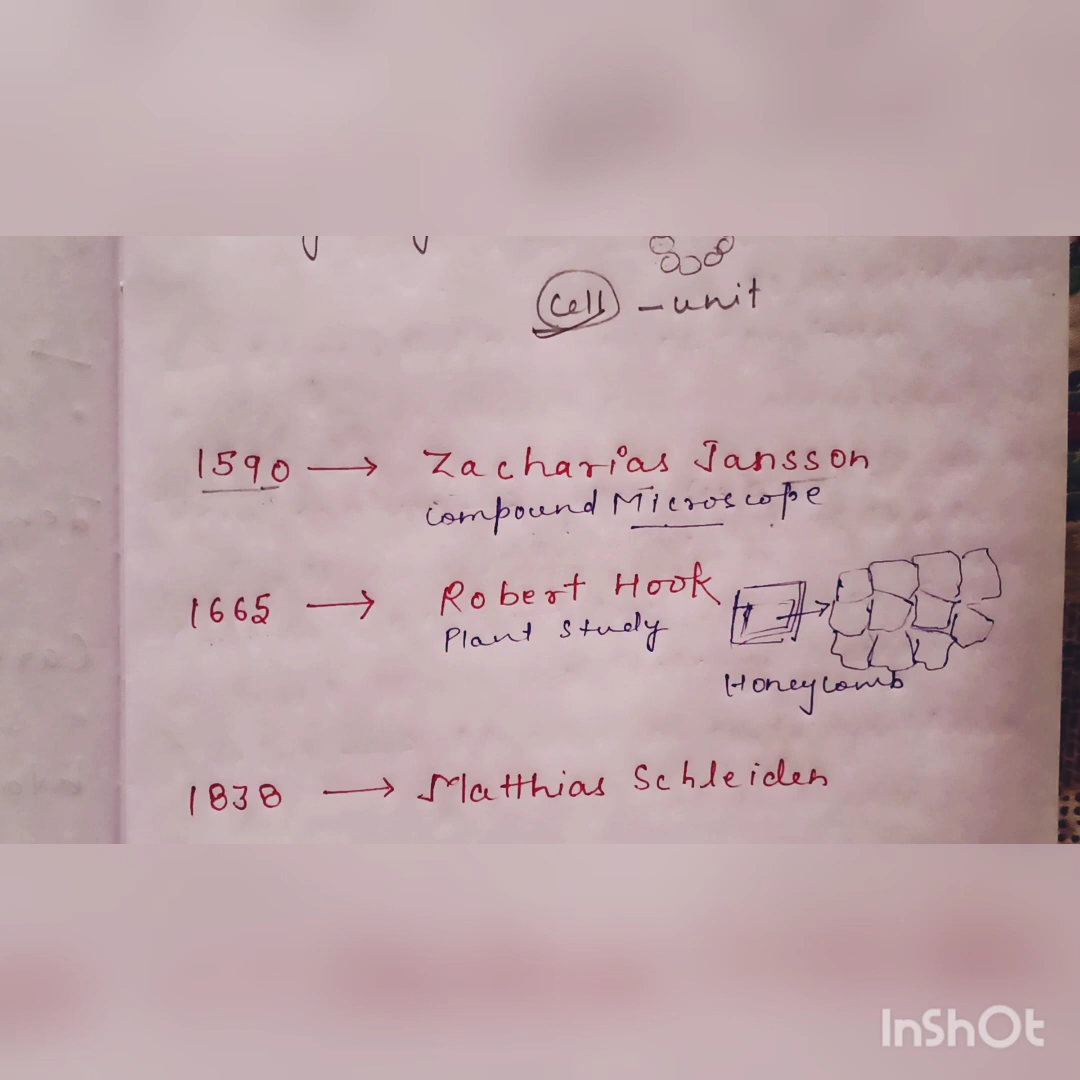 cell - unit
1590 → Zacharias Jansson
compound Microscope
1665 → Robert Hook
Plant study
Honeycomb
1838 → Matthias Schleiden
InShOt